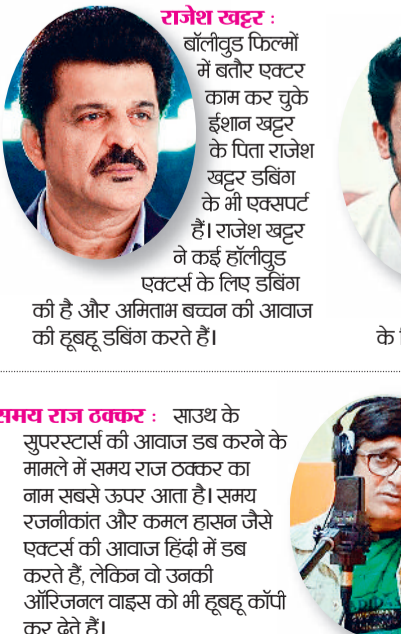 राजेश खट्टर :
बॉलीवुड फिल्मों
में बतौर एक्टर
काम कर चुके
ईशान खट्टर
के पिता राजेश
खट्टर डबिंग
के भी एक्सपर्ट
हैं। राजेश खट्टर
ने कई हॉलीवुड
एक्टर्स के लिए डबिंग
की है और अमिताभ बच्चन की आवाज
की हूबहू डबिंग करते हैं।
के
समय राज ठक्कर : साउथ के
सुपरस्टार्स की आवाज डब करने के
मामले में समय राज ठक्कर का
नाम सबसे ऊपर आता है। समय
रजनीकांत और कमल हासन जैसे
एक्टर्स की आवाज हिंदी में डब
करते हैं, लेकिन वो उनकी
ऑरिजनल वाइस को भी हूबहू कॉपी
कर देते हैं।